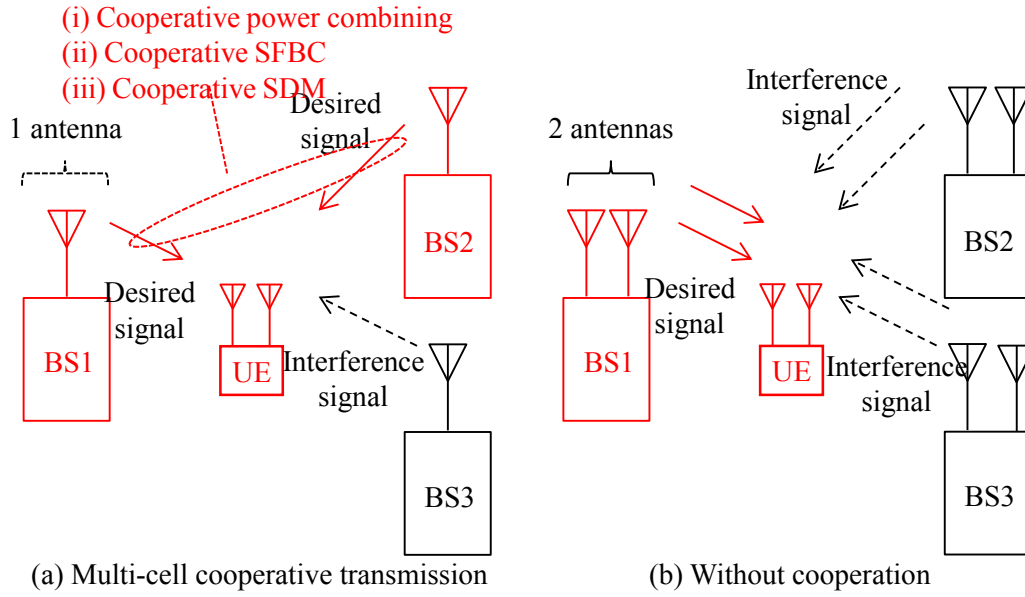 (i) Cooperative power combining
(ii) Cooperative SFBC
(iii) Cooperative SDM
Desired
signal
1 antenna
BS2
BS1
Desired
signal
UE
Interference
signal
BS3
(a) Multi-cell cooperative transmission
Interference
signal
2 antennas
BS2
BS1
Desired
signal
UE
Interference
signal
BS3
(b) Without cooperation